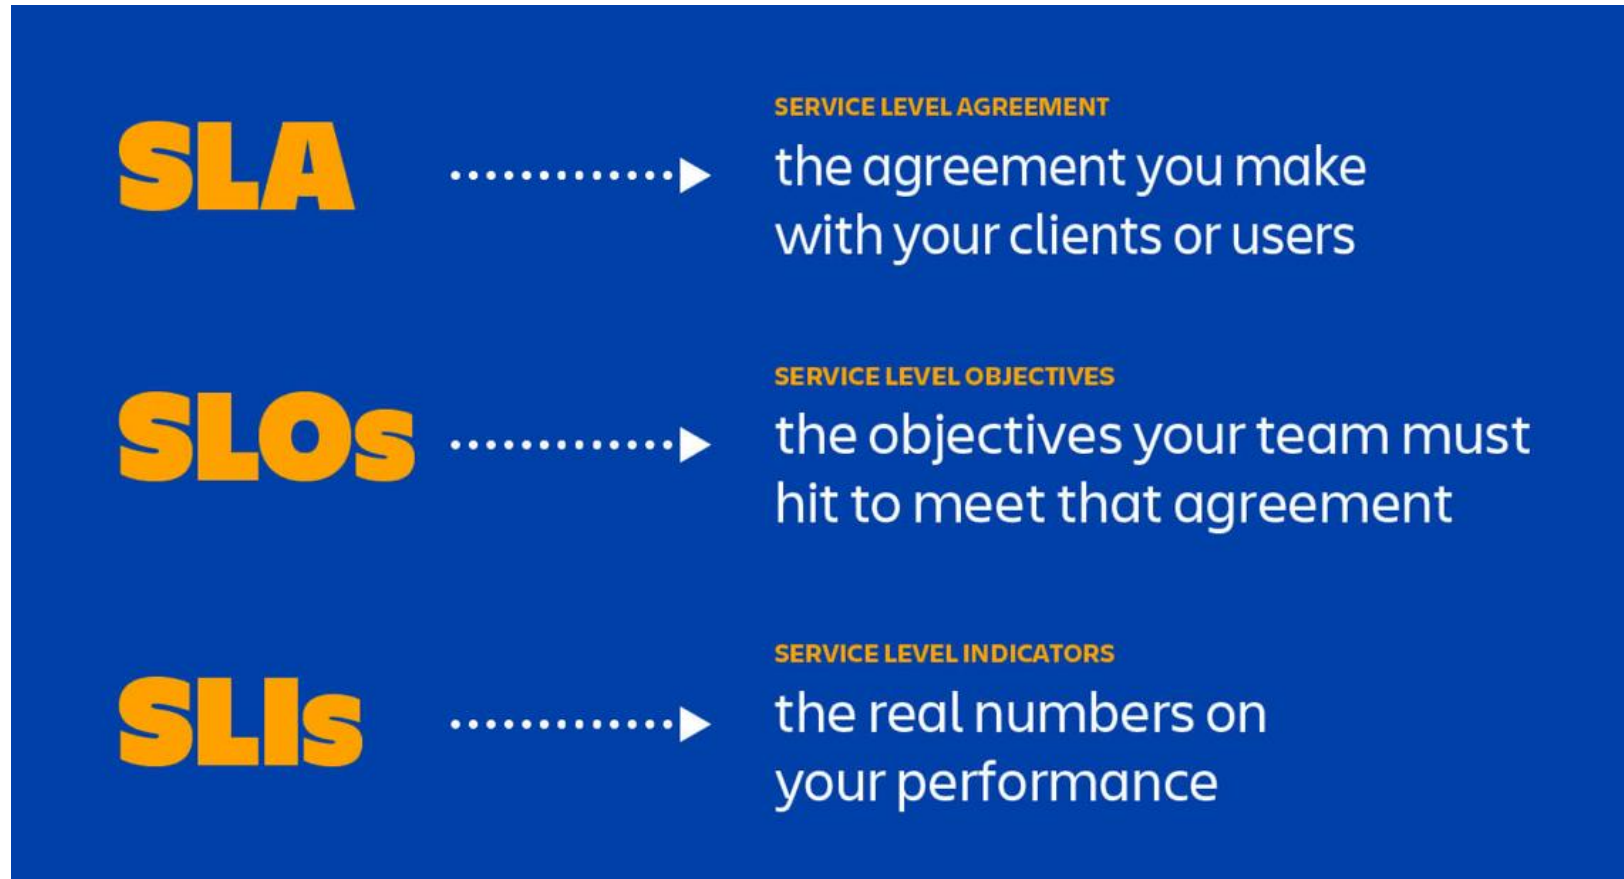 SLA
SERVICE LEVEL AGREEMENT
the agreement you make
with your clients or users
SLOs
SERVICE LEVEL OBJECTIVES
the objectives your team must
hit to meet that agreement
SLIs
SERVICE LEVEL INDICATORS
the real numbers on
your performance